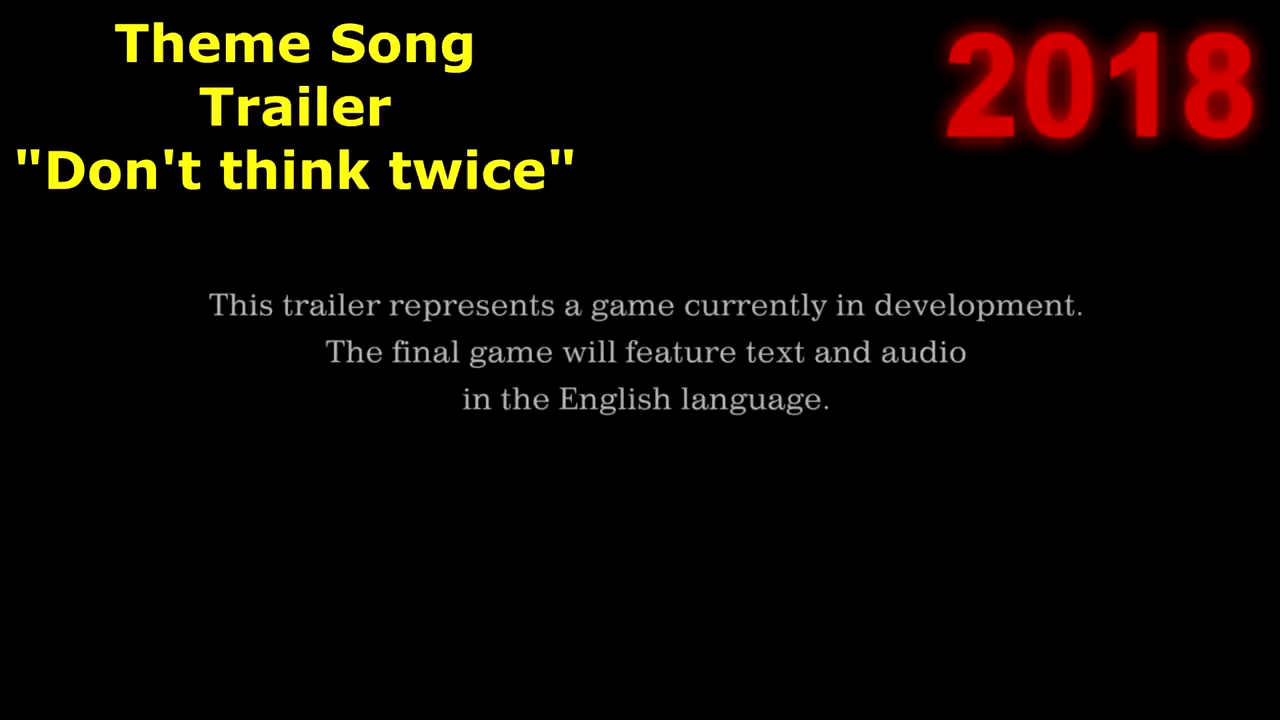 Theme Song
Trailer
"Don't think twice"
2018
This trailer represents a game currently in development.
The final game will feature text and audio
in the English language.